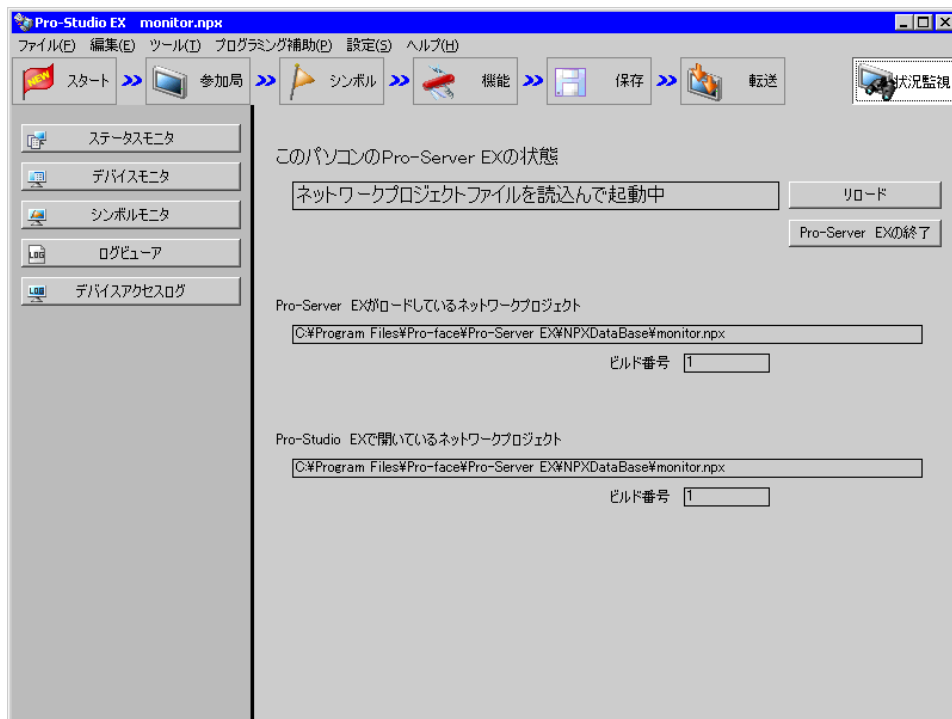 Pro-Studio EX monitor.npx
ファイル(F) 編集(E) ツール(T) プログラミング補助(P) 設定(S) ヘルプ(H)
NEW スタート 参加局 シンボル 機能 保存 転送 状況監視
ステータスモニタ
デバイスモニタ
シンボルモニタ
LOG ログビューア
LOG デバイスアクセスログ
このパソコンのPro-Server EXの状態
ネットワークプロジェクトファイルを読込んで起動中
リロード
Pro-Server EXの終了
Pro-Server EXがロードしているネットワークプロジェクト
C:¥Program Files¥Pro-face¥Pro-Server EX¥NPXDataBase¥monitor.npx
ビルド番号 1
Pro-Studio EXで開いているネットワークプロジェクト
C:¥Program Files¥Pro-face¥Pro-Server EX¥NPXDataBase¥monitor.npx
ビルド番号 1